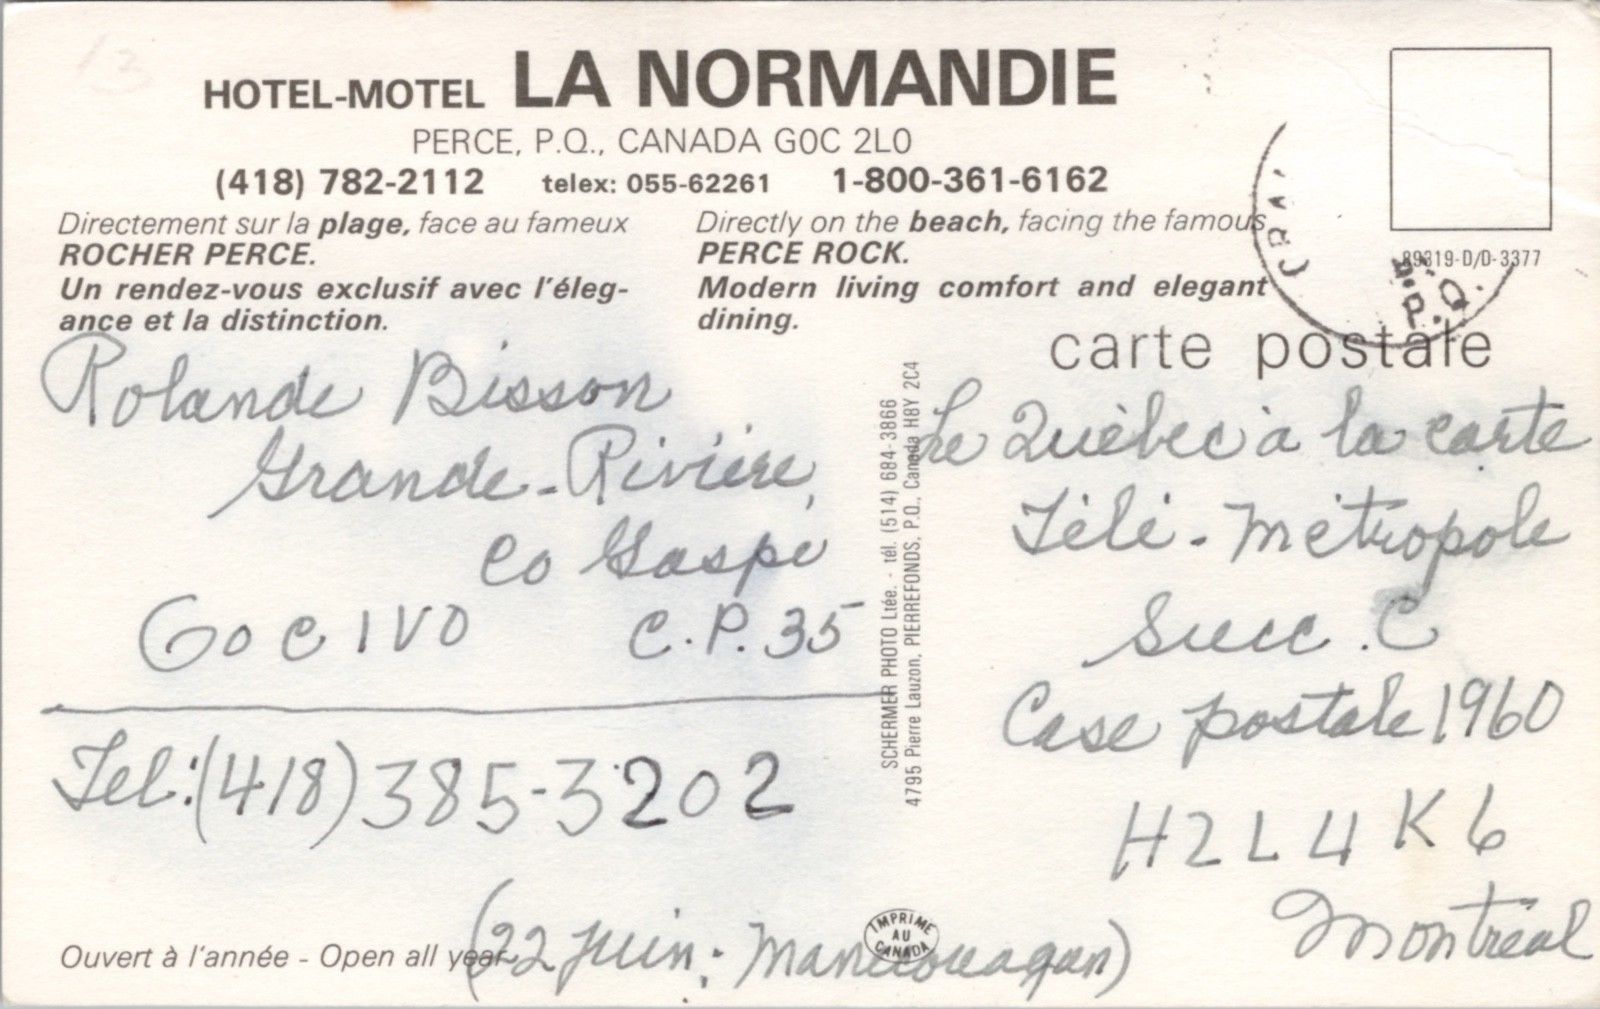 13
HOTEL-MOTEL LA NORMANDIE
PERCE, P.Q., CANADA G0C 2L0
(418) 782-2112 telex: 055-62261 1-800-361-6162
Directement sur la plage, face au fameux
ROCHER PERCE.
Un rendez-vous exclusif avec l'éleg-
ance et la distinction.
Directly on the beach, facing the famous
PERCE ROCK.
Modern living comfort and elegant
dining.
89319-D/D-3377
P.Q.
carte postale
Rolande Bisson
Grande-Rivière,
Co Gaspé
G0C 1V0 C.P. 35
Tel:(418) 385-3202
Ouvert à l'année - Open all year
(22 juin: Manicouagan)
SCHERMER PHOTO Ltée. - tél. (514) 684-3866
4795 Pierre Lauzon, PIERREFONDS, P.Q., Canada H8Y 2C4
IMPRIME
AU
CANADA
Le Québec à la carte
Télé-Métropole
Succ. C
Case postale 1960
H2L 4K6
Montréal